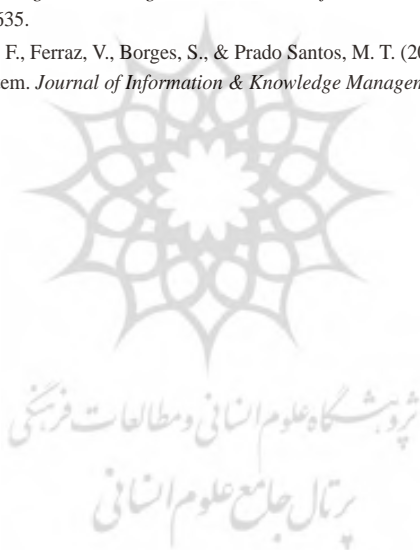 635.
F., Ferraz, V., Borges, S., & Prado Santos, M. T. (20
em. Journal of Information & Knowledge Managem
پژوهشگاه علوم انسانی و مطالعات فرهنگی
پرتال جامع علوم انسانی